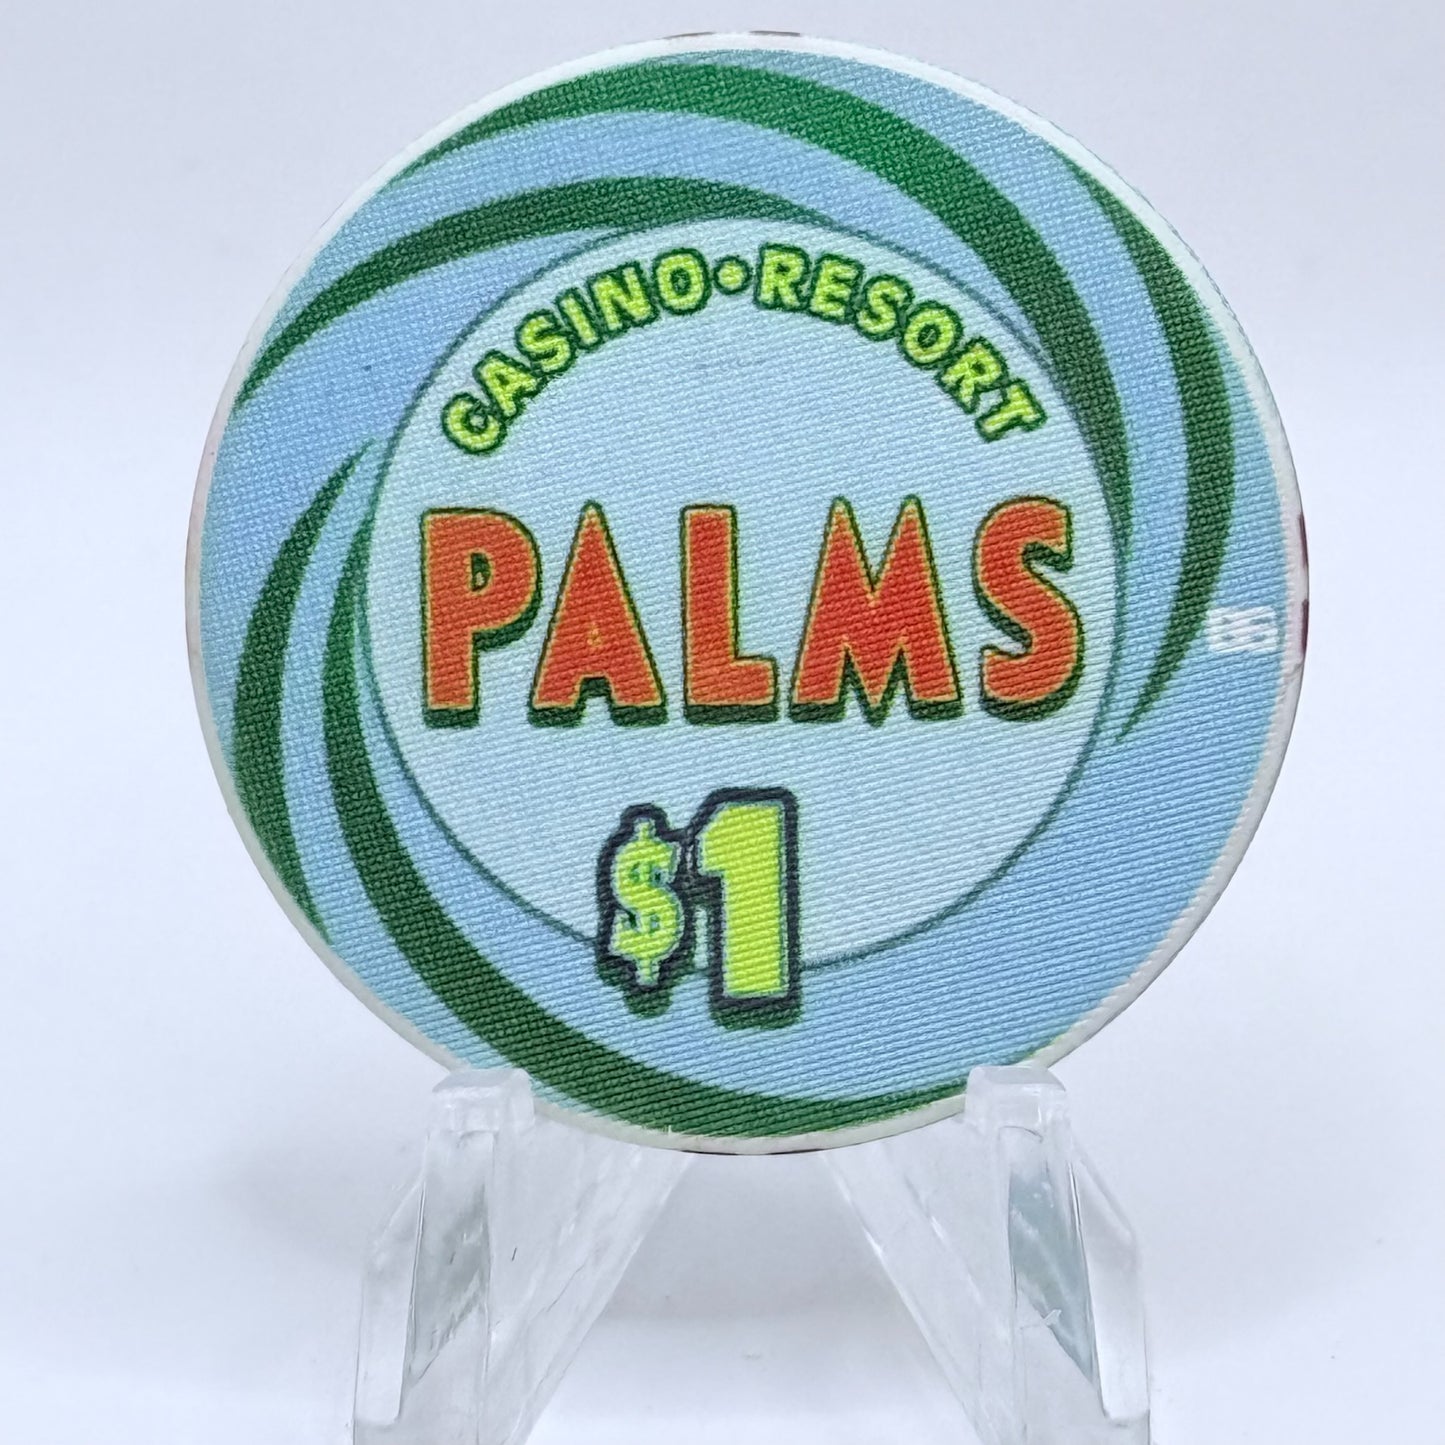 CASINO • RESORT
PALMS
$1